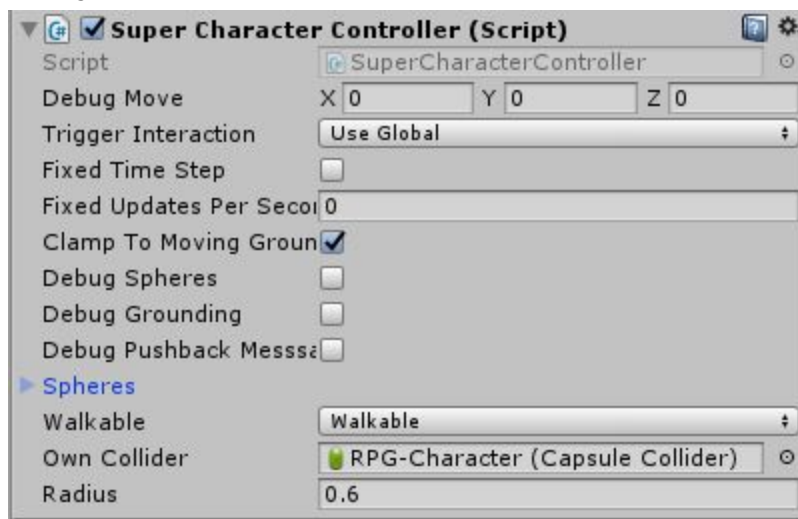 Super Character Controller (Script)
Script SuperCharacterController
Debug Move X 0 Y 0 Z 0
Trigger Interaction Use Global
Fixed Time Step
Fixed Updates Per Secon 0
Clamp To Moving Groun
Debug Spheres
Debug Grounding
Debug Pushback Messsa
Spheres
Walkable Walkable
Own Collider RPG-Character (Capsule Collider)
Radius 0.6